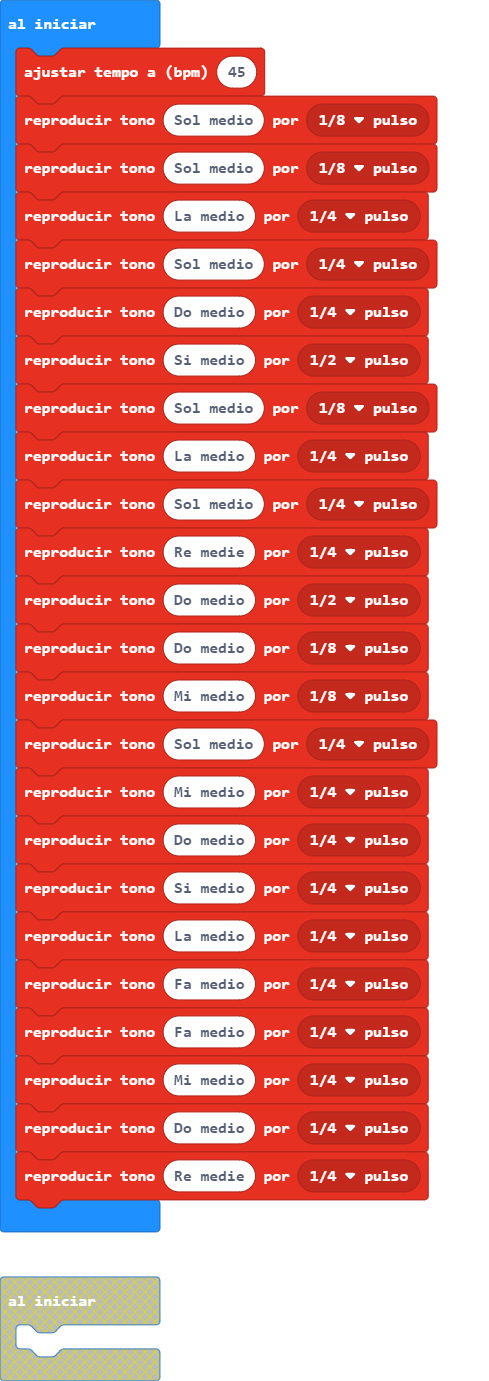 al iniciar
ajustar tempo a (bpm) 45
reproducir tono Sol medio por 1/8 pulso
reproducir tono Sol medio por 1/8 pulso
reproducir tono La medio por 1/4 pulso
reproducir tono Sol medio por 1/4 pulso
reproducir tono Do medio por 1/4 pulso
reproducir tono Si medio por 1/2 pulso
reproducir tono Sol medio por 1/8 pulso
reproducir tono La medio por 1/4 pulso
reproducir tono Sol medio por 1/4 pulso
reproducir tono Re medie por 1/4 pulso
reproducir tono Do medio por 1/2 pulso
reproducir tono Do medio por 1/8 pulso
reproducir tono Mi medio por 1/8 pulso
reproducir tono Sol medio por 1/4 pulso
reproducir tono Mi medio por 1/4 pulso
reproducir tono Do medio por 1/4 pulso
reproducir tono Si medio por 1/4 pulso
reproducir tono La medio por 1/4 pulso
reproducir tono Fa medio por 1/4 pulso
reproducir tono Fa medio por 1/4 pulso
reproducir tono Mi medio por 1/4 pulso
reproducir tono Do medio por 1/4 pulso
reproducir tono Re medie por 1/4 pulso
al iniciar